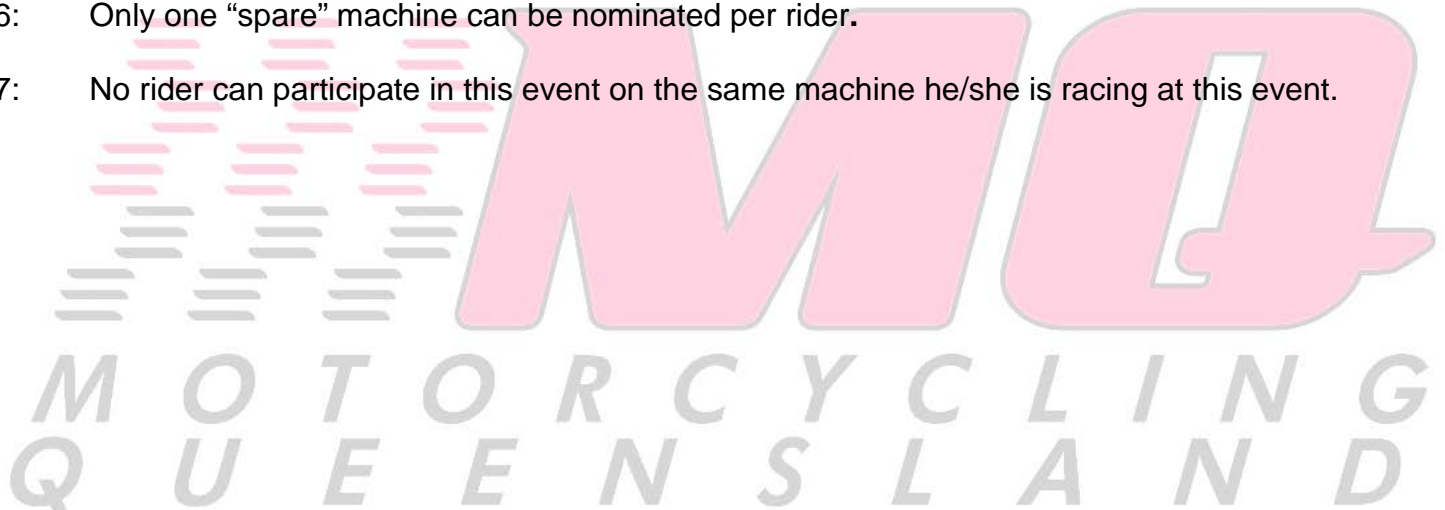 6: Only one “spare” machine can be nominated per rider.
7: No rider can participate in this event on the same machine he/she is racing at this event.
MQ
MOTORCYCLING
QUEENSLAND